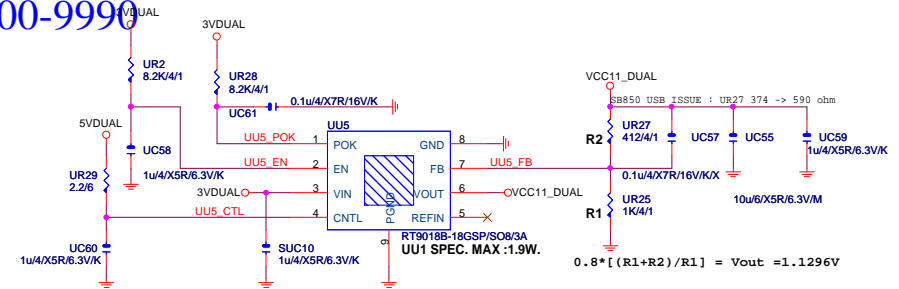 00-9990
3VDUAL
3VDUAL
UR2
8.2K/4/1
UR28
8.2K/4/1
VCC11_DUAL
SB850 USB ISSUE : UR27 374 -> 590 ohm
0.1u/4/X7R/16V/K
UC61
5VDUAL
UU5
UR27
412/4/1
R2
UC57
UC55
UC59
1u/4/X5R/6.3V/K
UU5_POK
1
POK
GND
8
UC58
1u/4/X5R/6.3V/K
UU5_EN
2
EN
FB
7
UU5_FB
UR29
2.2/6
0.1u/4/X7R/16V/K/X
3VDUAL
3
VIN
VOUT
6
VCC11_DUAL
10u/6/X5R/6.3V/M
UR25
1K/4/1
R1
UU5_CTL
4
CNTL
PGND
REFIN
5
9
RT9018B-18GSP/SO8/3A
UU1 SPEC. MAX :1.9W.
UC60
1u/4/X5R/6.3V/K
SUC10
1u/4/X5R/6.3V/K
0.8*[(R1+R2)/R1] = Vout =1.1296V